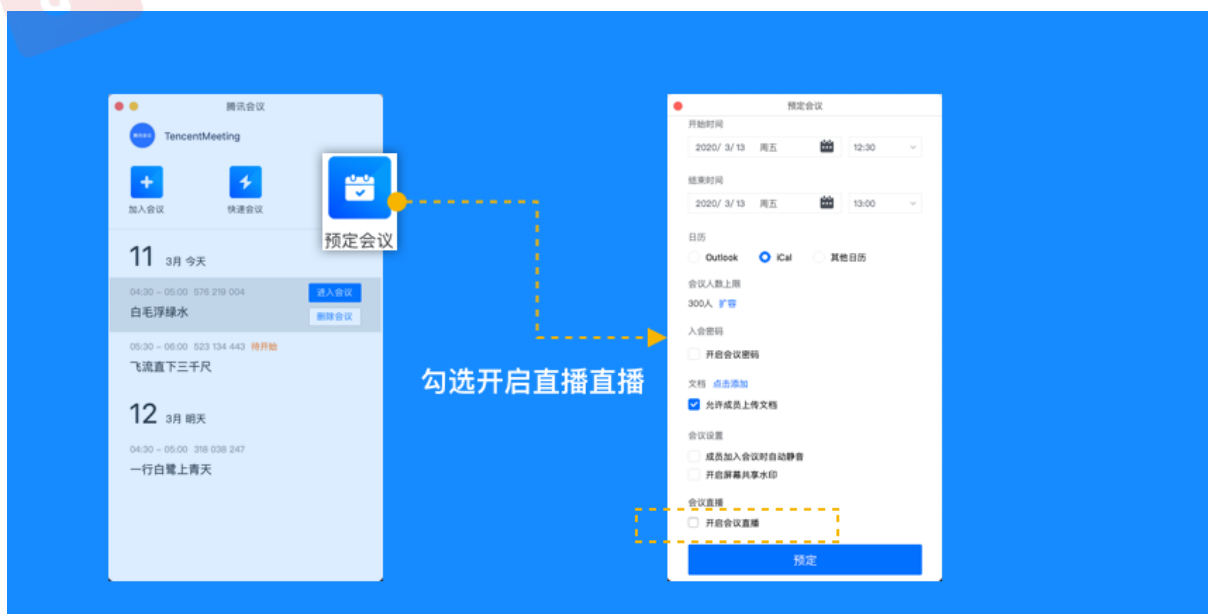 腾讯会议
TencentMeeting
加入会议
快速会议
预定会议
11 3月 今天
04:30 – 05:00 576 219 004
进入会议
白毛浮绿水
删除会议
05:30 – 06:00 523 134 443 待开始
飞流直下三千尺
12 3月 明天
04:30 – 05:00 318 038 247
一行白鹭上青天
勾选开启直播直播
预定会议
开始时间
2020/ 3/ 13 周五 12:30
结束时间
2020/ 3/ 13 周五 13:00
日历
Outlook iCal 其他日历
会议人数上限
300人 扩容
入会密码
开启会议密码
文档 点击添加
允许成员上传文档
会议设置
成员加入会议时自动静音
开启屏幕共享水印
会议直播
开启会议直播
预定